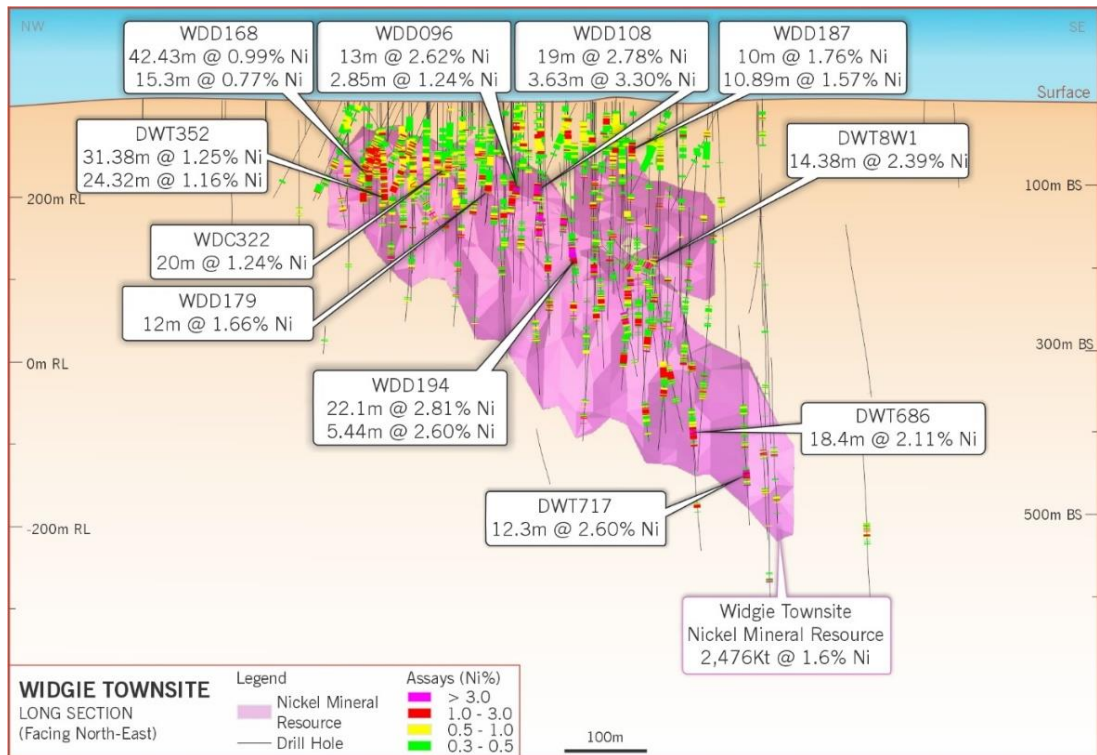 NW
SE
WDD168
42.43m @ 0.99% Ni
15.3m @ 0.77% Ni
WDD096
13m @ 2.62% Ni
2.85m @ 1.24% Ni
WDD108
19m @ 2.78% Ni
3.63m @ 3.30% Ni
WDD187
10m @ 1.76% Ni
10.89m @ 1.57% Ni
Surface
DWT352
31.38m @ 1.25% Ni
24.32m @ 1.16% Ni
DWT8W1
14.38m @ 2.39% Ni
200m RL
100m BS
WDC322
20m @ 1.24% Ni
WDD179
12m @ 1.66% Ni
0m RL
300m BS
WDD194
22.1m @ 2.81% Ni
5.44m @ 2.60% Ni
DWT686
18.4m @ 2.11% Ni
DWT717
12.3m @ 2.60% Ni
-200m RL
500m BS
Widgie Townsite
Nickel Mineral Resource
2,476Kt @ 1.6% Ni
WIDGIE TOWNSITE
LONG SECTION
(Facing North-East)
Legend
Nickel Mineral
Resource
Drill Hole
Assays (Ni%)
> 3.0
1.0 - 3.0
0.5 - 1.0
0.3 - 0.5
100m